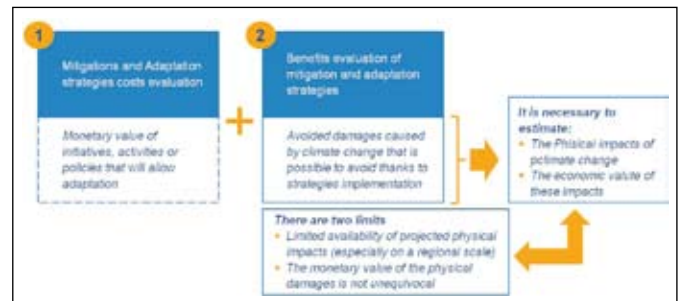 1
Mitigations and Adaptation
strategies costs evaluation
Monetary value of
initiatives, activities or
policies that will allow
adaptation
2
Benefits evaluation of
mitigation and adaptation
strategies
Avoided damages caused
by climate change that is
possible to avoid thanks to
strategies implementation
It is necessary to
estimate:
The Phisical impacts of
pclimate change
The economic value of
these impacts
There are two limits
Limited availability of projected physical
impacts (especially on a regional scale)
The monetary value of the physical
damages is not unequivocal